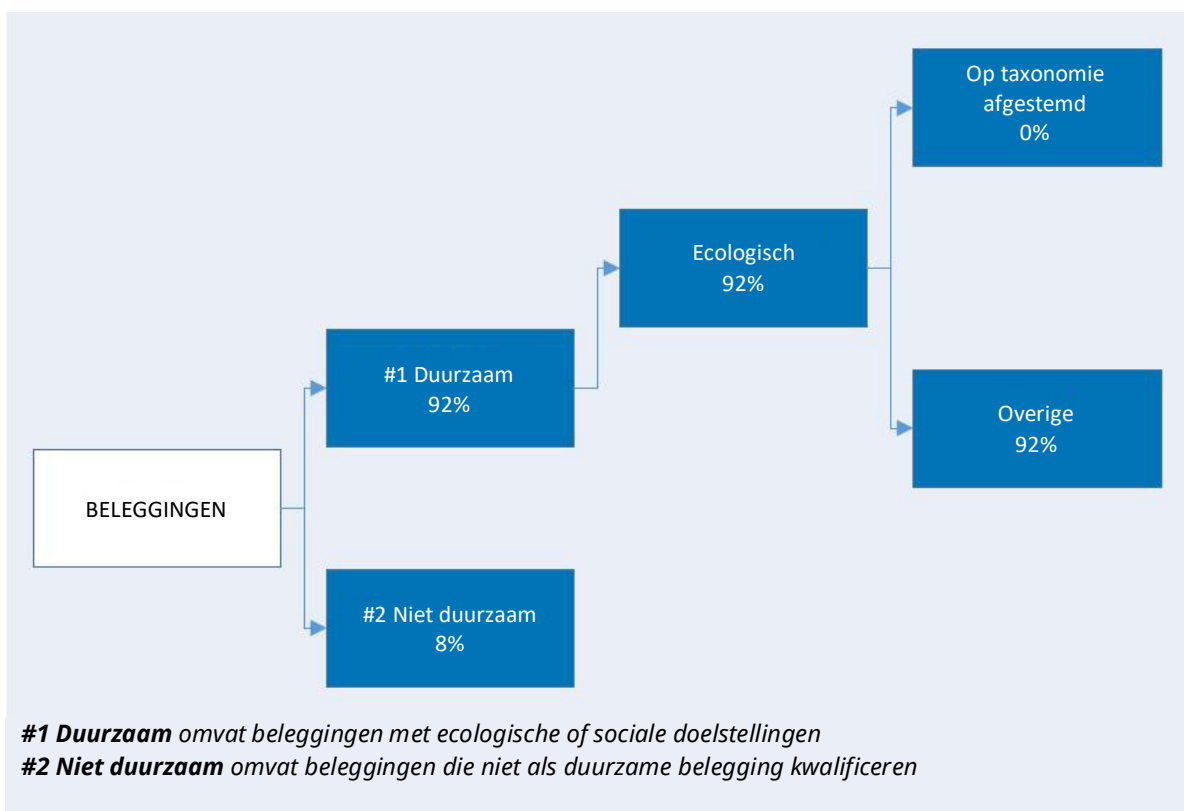 Op taxonomie
afgestemd
0%
Ecologisch
92%
#1 Duurzaam
92%
Overige
92%
BELEGGINGEN
#2 Niet duurzaam
8%
#1 Duurzaam omvat beleggingen met ecologische of sociale doelstellingen
#2 Niet duurzaam omvat beleggingen die niet als duurzame belegging kwalificeren